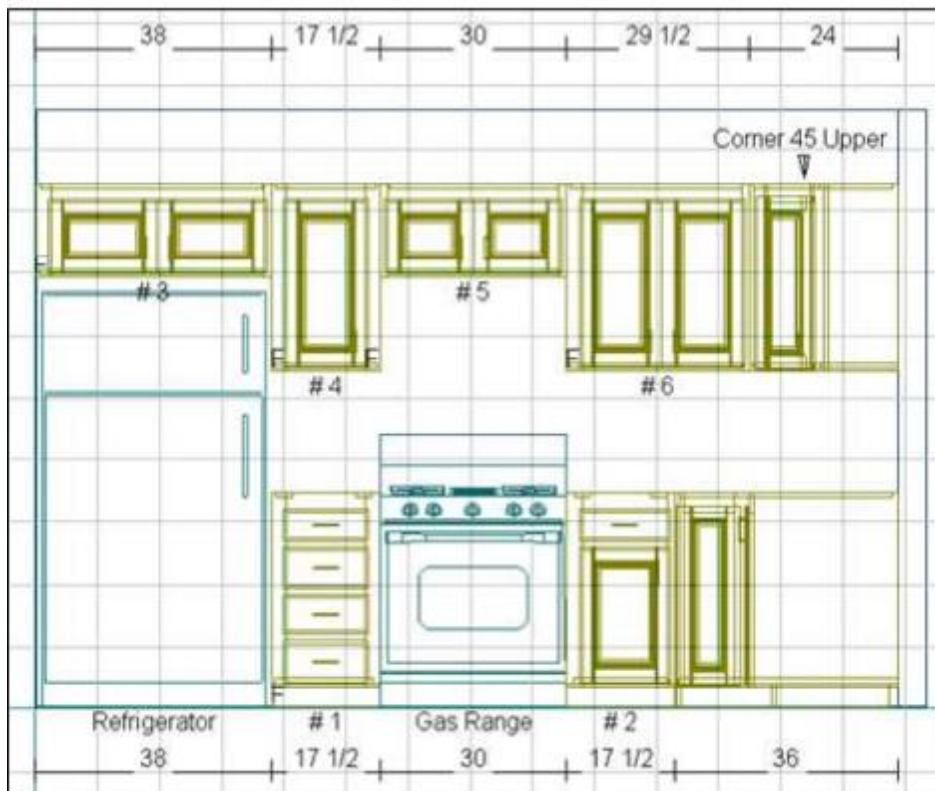 38 17 1/2 30 29 1/2 24
Corner 45 Upper
F
# 3 # 5
F F F
# 4 # 6
F
Refrigerator # 1 Gas Range # 2
38 17 1/2 30 17 1/2 36